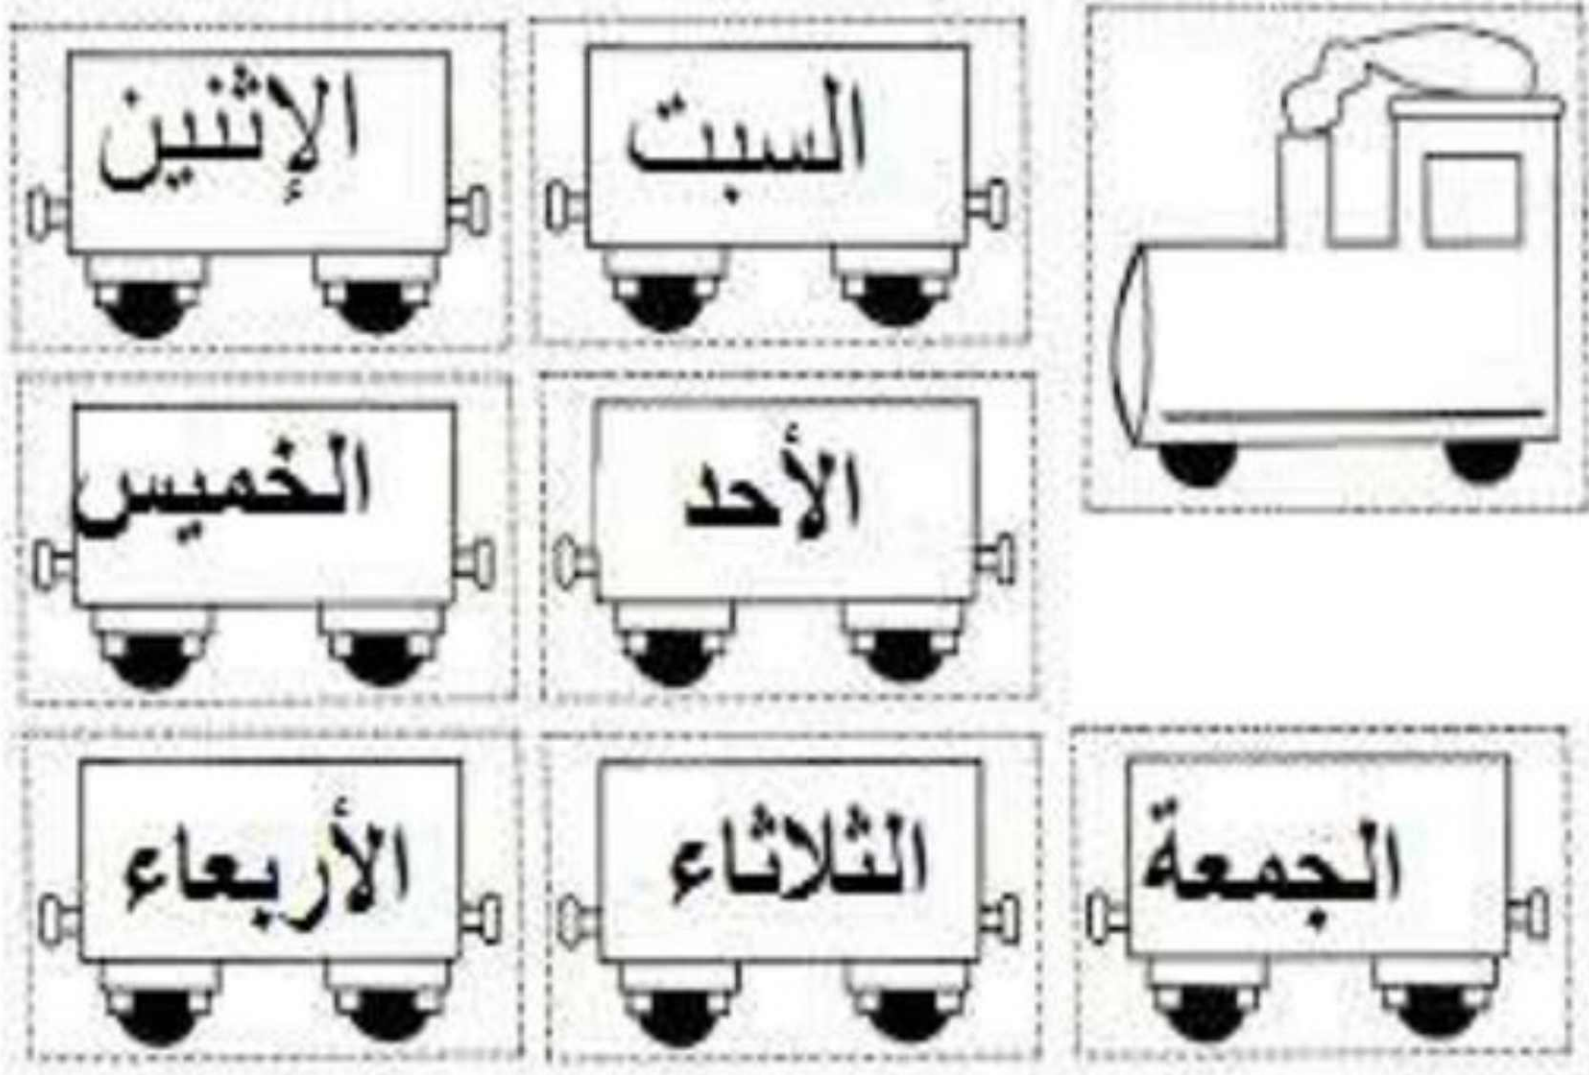 السبت
الإثنين
الأحد
الخميس
الجمعة
الثلاثاء
الأربعاء